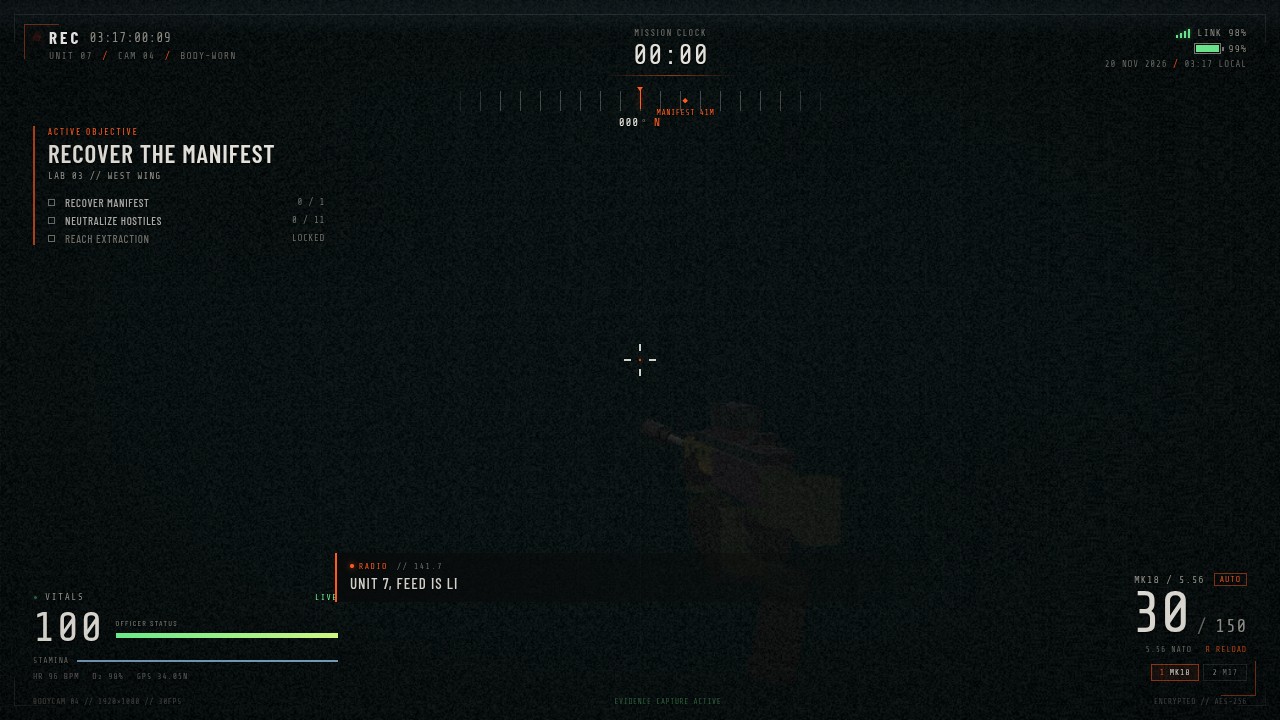 REC 03:17:00:09
UNIT 07 / CAM 04 / BODY-WORN
MISSION CLOCK
00:00
LINK 98%
99%
20 NOV 2026 / 03:17 LOCAL
MANIFEST 41M
000° N
ACTIVE OBJECTIVE
RECOVER THE MANIFEST
LAB 03 // WEST WING
RECOVER MANIFEST 0 / 1
NEUTRALIZE HOSTILES 0 / 11
REACH EXTRACTION LOCKED
RADIO // 141.7
UNIT 7, FEED IS LI
VITALS LIVE
100 OFFICER STATUS
STAMINA
HR 96 BPM O₂ 98% GPS 34.05N
BODYCAM 04 // 1920×1080 // 30FPS
EVIDENCE CAPTURE ACTIVE
MK18 / 5.56 AUTO
30 / 150
5.56 NATO R RELOAD
1 MK18 2 M17
ENCRYPTED // AES-256